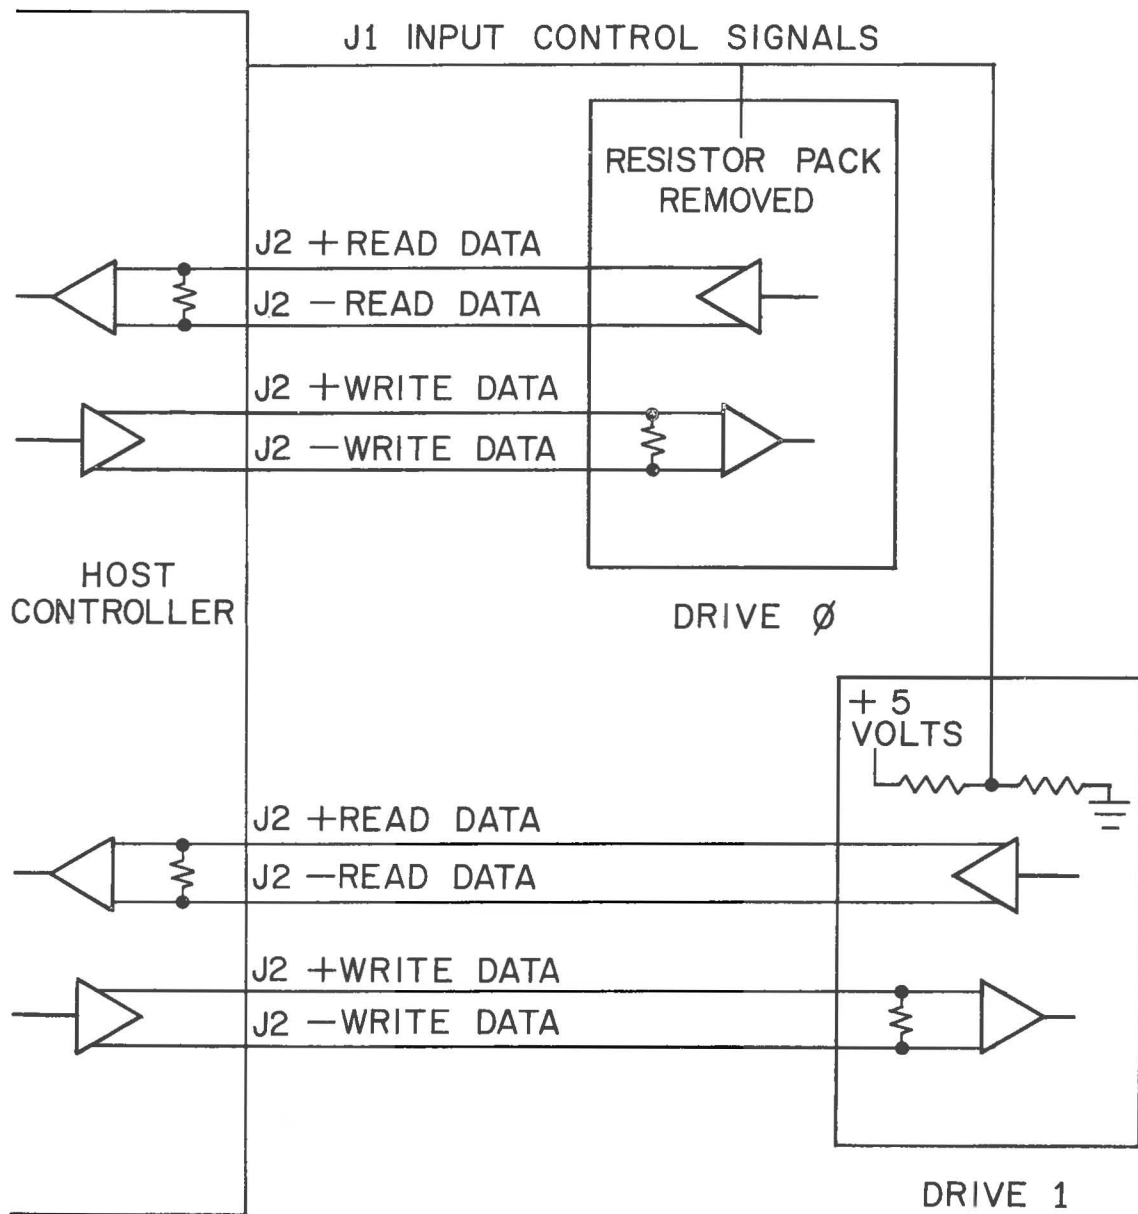 J1 INPUT CONTROL SIGNALS
RESISTOR PACK
REMOVED
J2 +READ DATA
J2 −READ DATA
J2 +WRITE DATA
J2 −WRITE DATA
HOST
CONTROLLER
DRIVE Ø
+5
VOLTS
J2 +READ DATA
J2 −READ DATA
J2 +WRITE DATA
J2 −WRITE DATA
DRIVE 1